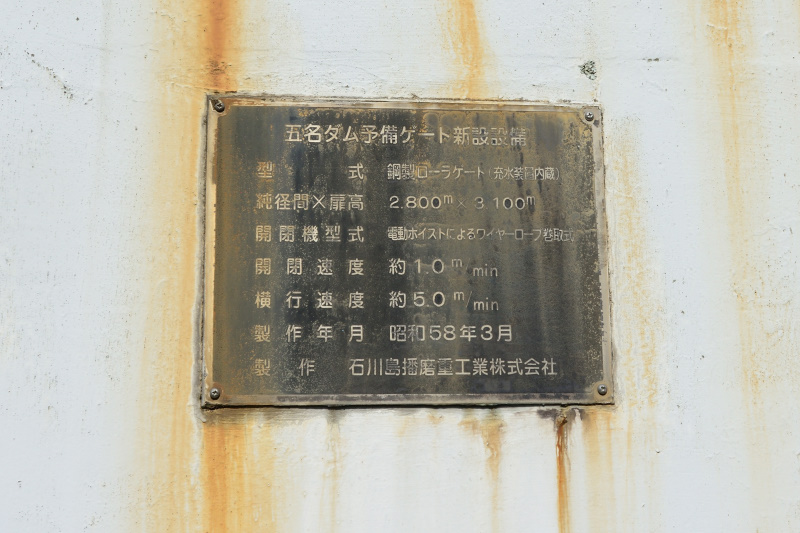 五名ダム予備ゲート新設設備
型式 鋼製ローラゲート(充水装置内蔵)
純径間×扉高 2.800m×3.100m
開閉機型式 電動ホイストによるワイヤーロープ巻取式
開閉速度 約1.0m/min
横行速度 約5.0m/min
製作年月 昭和58年3月
製作 石川島播磨重工業株式会社